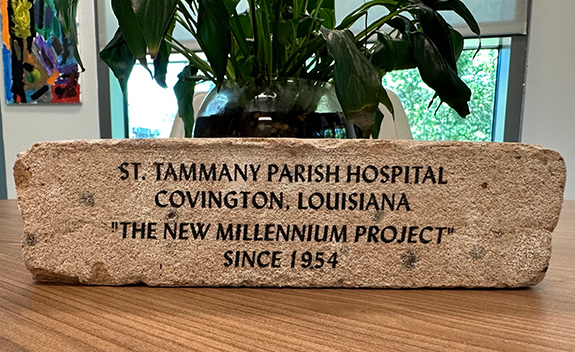 ST. TAMMANY PARISH HOSPITAL
COVINGTON, LOUISIANA
"THE NEW MILLENNIUM PROJECT"
SINCE 1954